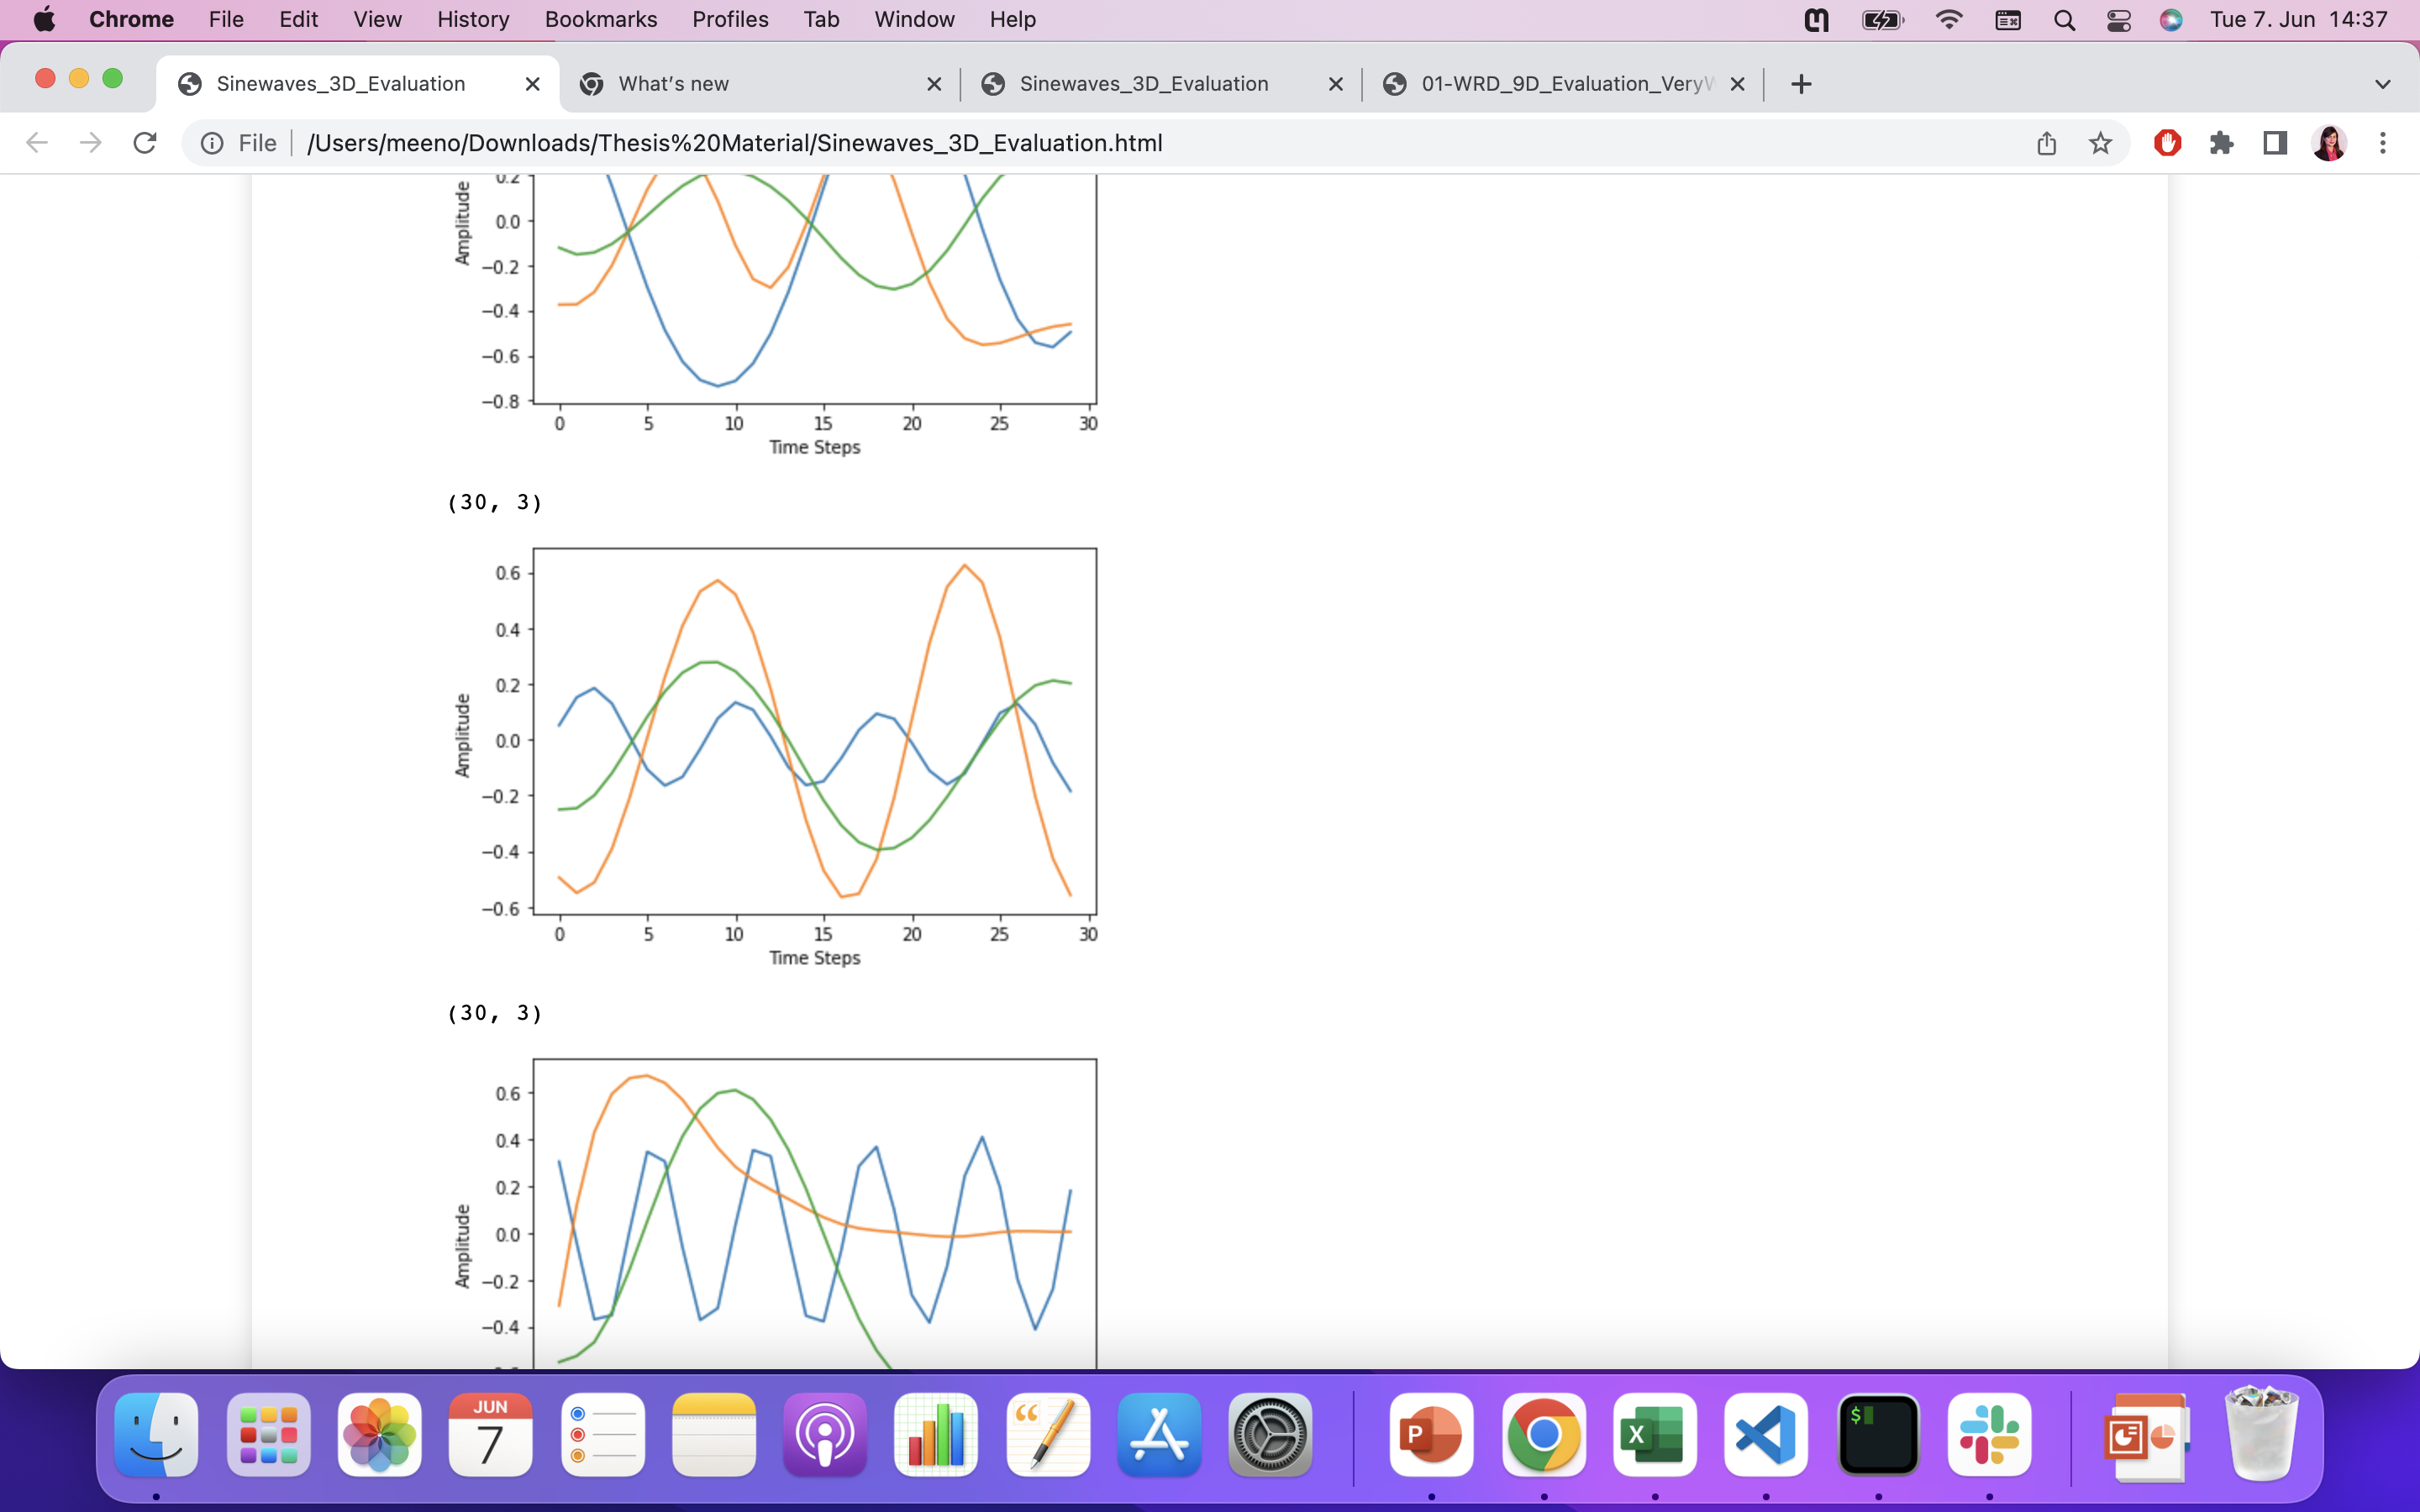 Chrome File Edit View History Bookmarks Profiles Tab Window Help Tue 7. Jun 14:37
Sinewaves_3D_Evaluation What's new Sinewaves_3D_Evaluation 01-WRD_9D_Evaluation_Very
File /Users/meeno/Downloads/Thesis%20Material/Sinewaves_3D_Evaluation.html
0.2
0.0
−0.2
−0.4
−0.6
−0.8
Amplitude
0 5 10 15 20 25 30
Time Steps
(30, 3)
0.6
0.4
0.2
0.0
−0.2
−0.4
−0.6
Amplitude
0 5 10 15 20 25 30
Time Steps
(30, 3)
0.6
0.4
0.2
0.0
−0.2
−0.4
Amplitude
JUN
7
P
X
$